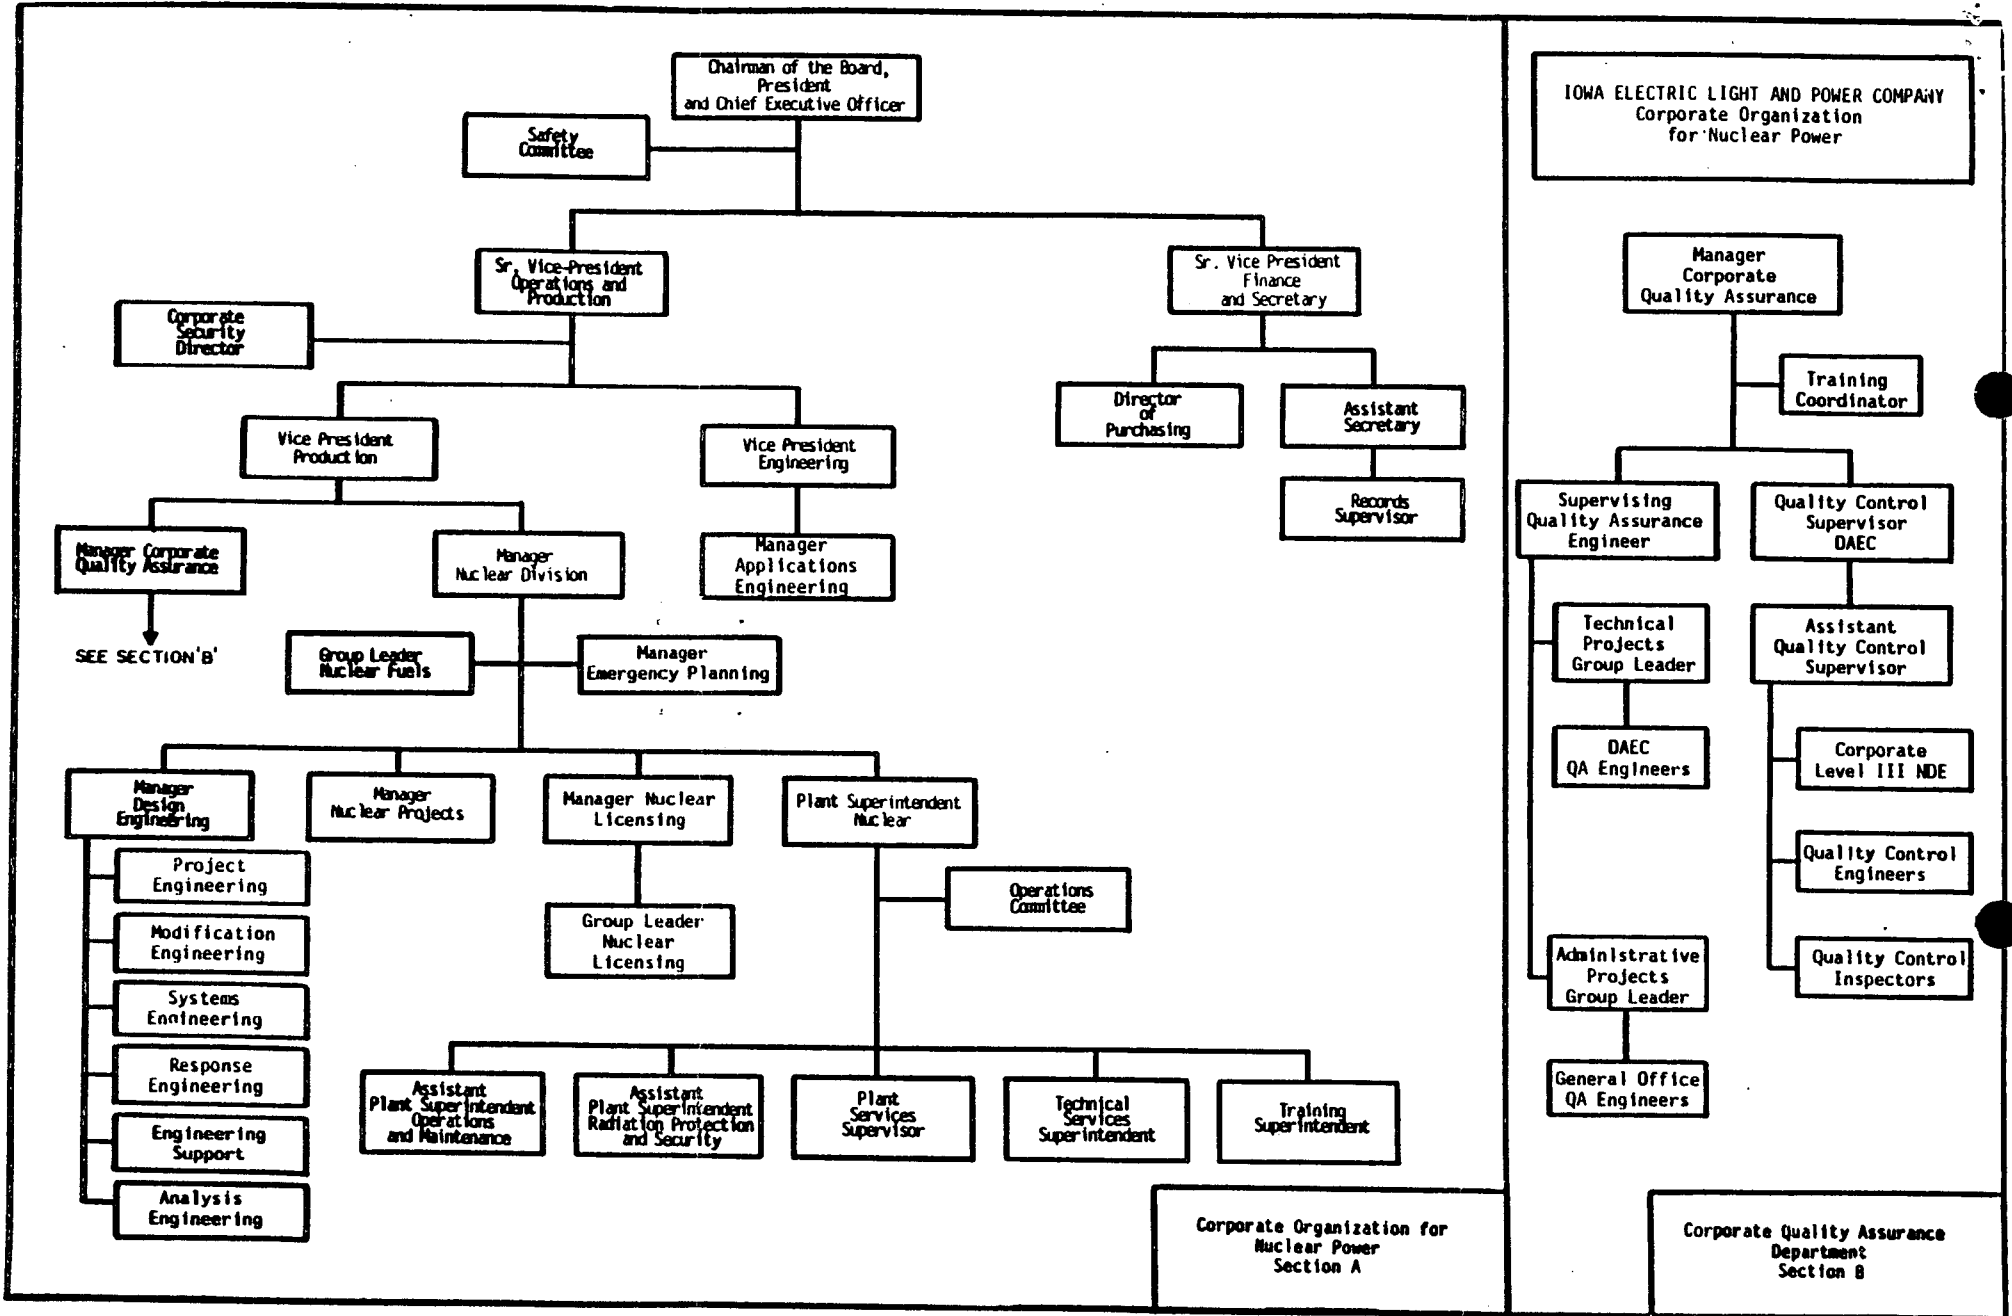 Chairman of the Board,
President
and Chief Executive Officer
Safety
Committee
Sr. Vice-President
Operations and
Production
Sr. Vice President
Finance
and Secretary
Corporate
Security
Director
Director
of
Purchasing
Assistant
Secretary
Records
Supervisor
Vice President
Production
Vice President
Engineering
Manager Corporate
Quality Assurance
Manager
Nuclear Division
Manager
Applications
Engineering
SEE SECTION 'B'
Group Leader
Nuclear Fuels
Manager
Emergency Planning
Manager
Design
Engineering
Manager
Nuclear Projects
Manager Nuclear
Licensing
Plant Superintendent
Nuclear
Project
Engineering
Modification
Engineering
Systems
Engineering
Response
Engineering
Engineering
Support
Analysis
Engineering
Group Leader
Nuclear
Licensing
Operations
Committee
Assistant
Plant Superintendent
Operations
and Maintenance
Assistant
Plant Superintendent
Radiation Protection
and Security
Plant
Services
Supervisor
Technical
Services
Superintendent
Training
Superintendent
Corporate Organization for
Nuclear Power
Section A
IOWA ELECTRIC LIGHT AND POWER COMPANY
Corporate Organization
for Nuclear Power
Manager
Corporate
Quality Assurance
Training
Coordinator
Supervising
Quality Assurance
Engineer
Quality Control
Supervisor
DAEC
Technical
Projects
Group Leader
Assistant
Quality Control
Supervisor
DAEC
QA Engineers
Corporate
Level III NDE
Quality Control
Engineers
Administrative
Projects
Group Leader
Quality Control
Inspectors
General Office
QA Engineers
Corporate Quality Assurance
Department
Section B